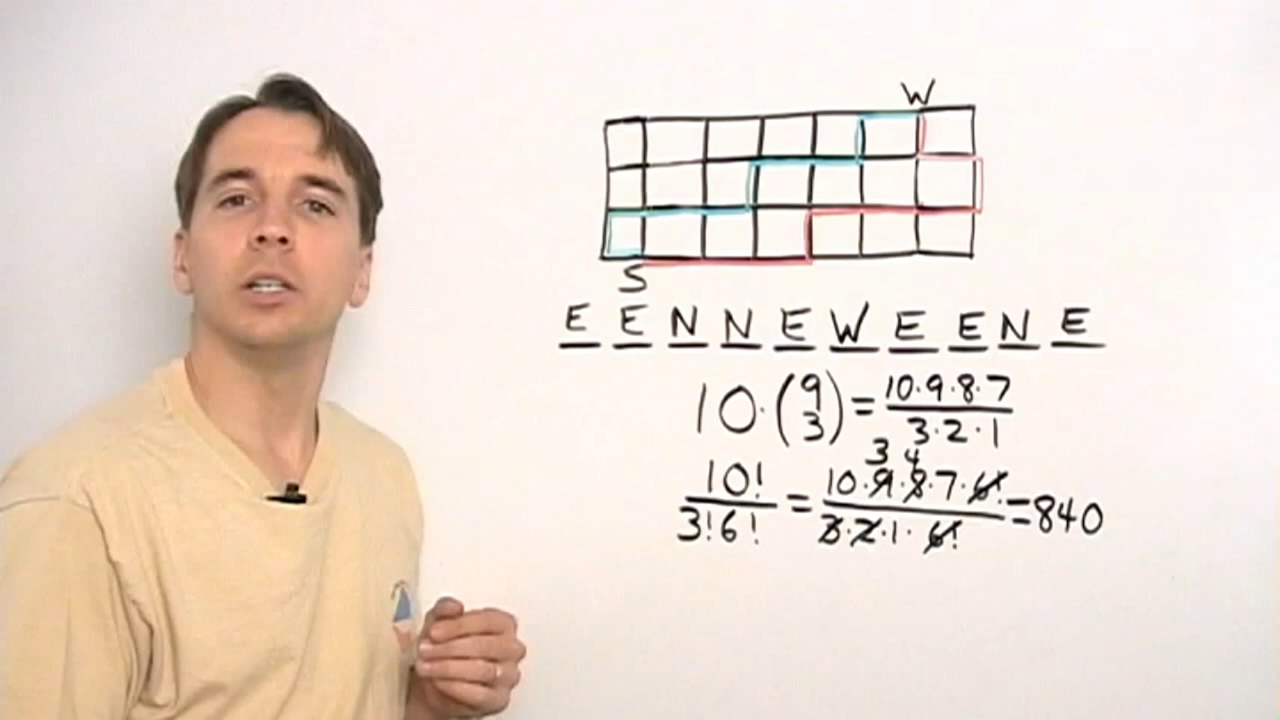 W
S
E E N N E W E E N E
10·(9 3) = 10·9·8·7 / 3·2·1
3 4
10! / 3!6! = 10·9·8·7·6! / 3·2·1·6! = 840